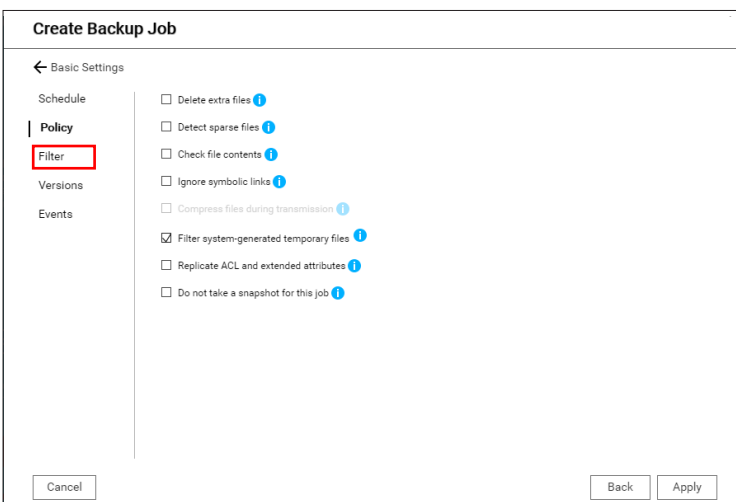 Create Backup Job
Basic Settings
Schedule
Policy
Filter
Versions
Events
Delete extra files
Detect sparse files
Check file contents
Ignore symbolic links
Compress files during transmission
Filter system-generated temporary files
Replicate ACL and extended attributes
Do not take a snapshot for this job
Cancel
Back
Apply